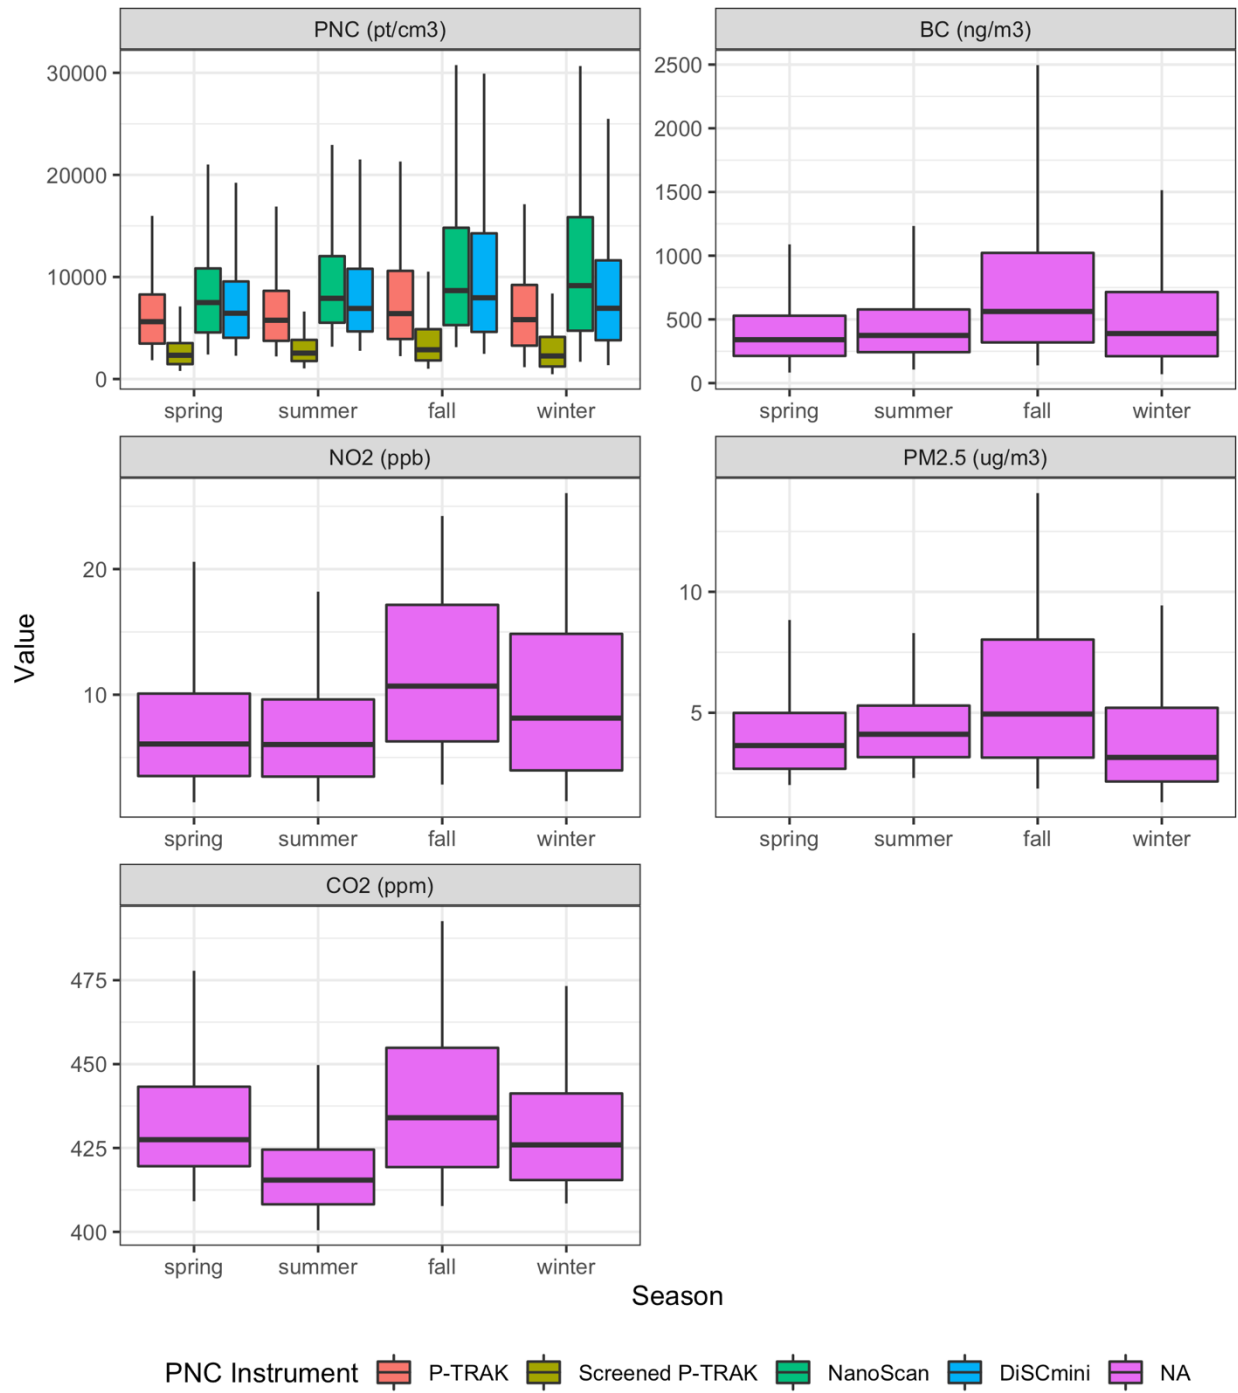 PNC (pt/cm3)
30000
20000
10000
0
spring summer fall winter
BC (ng/m3)
2500
2000
1500
1000
500
0
spring summer fall winter
NO2 (ppb)
20
10
spring summer fall winter
PM2.5 (ug/m3)
10
5
spring summer fall winter
CO2 (ppm)
475
450
425
400
spring summer fall winter
Value
Season
PNC Instrument P-TRAK Screened P-TRAK NanoScan DiSCmini NA